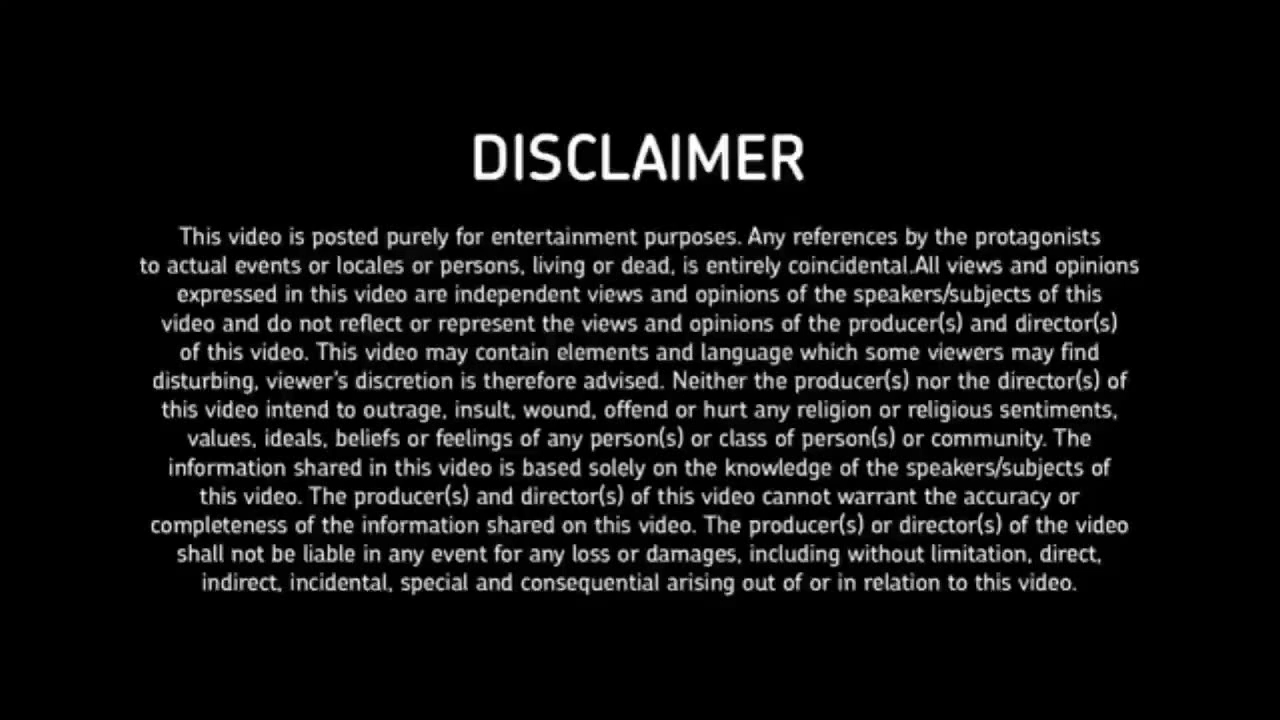 DISCLAIMER
This video is posted purely for entertainment purposes. Any references by the protagonists
to actual events or locales or persons, living or dead, is entirely coincidental.All views and opinions
expressed in this video are independent views and opinions of the speakers/subjects of this
video and do not reflect or represent the views and opinions of the producer(s) and director(s)
of this video. This video may contain elements and language which some viewers may find
disturbing, viewer's discretion is therefore advised. Neither the producer(s) nor the director(s) of
this video intend to outrage, insult, wound, offend or hurt any religion or religious sentiments,
values, ideals, beliefs or feelings of any person(s) or class of person(s) or community. The
information shared in this video is based solely on the knowledge of the speakers/subjects of
this video. The producer(s) and director(s) of this video cannot warrant the accuracy or
completeness of the information shared on this video. The producer(s) or director(s) of the video
shall not be liable in any event for any loss or damages, including without limitation, direct,
indirect, incidental, special and consequential arising out of or in relation to this video.